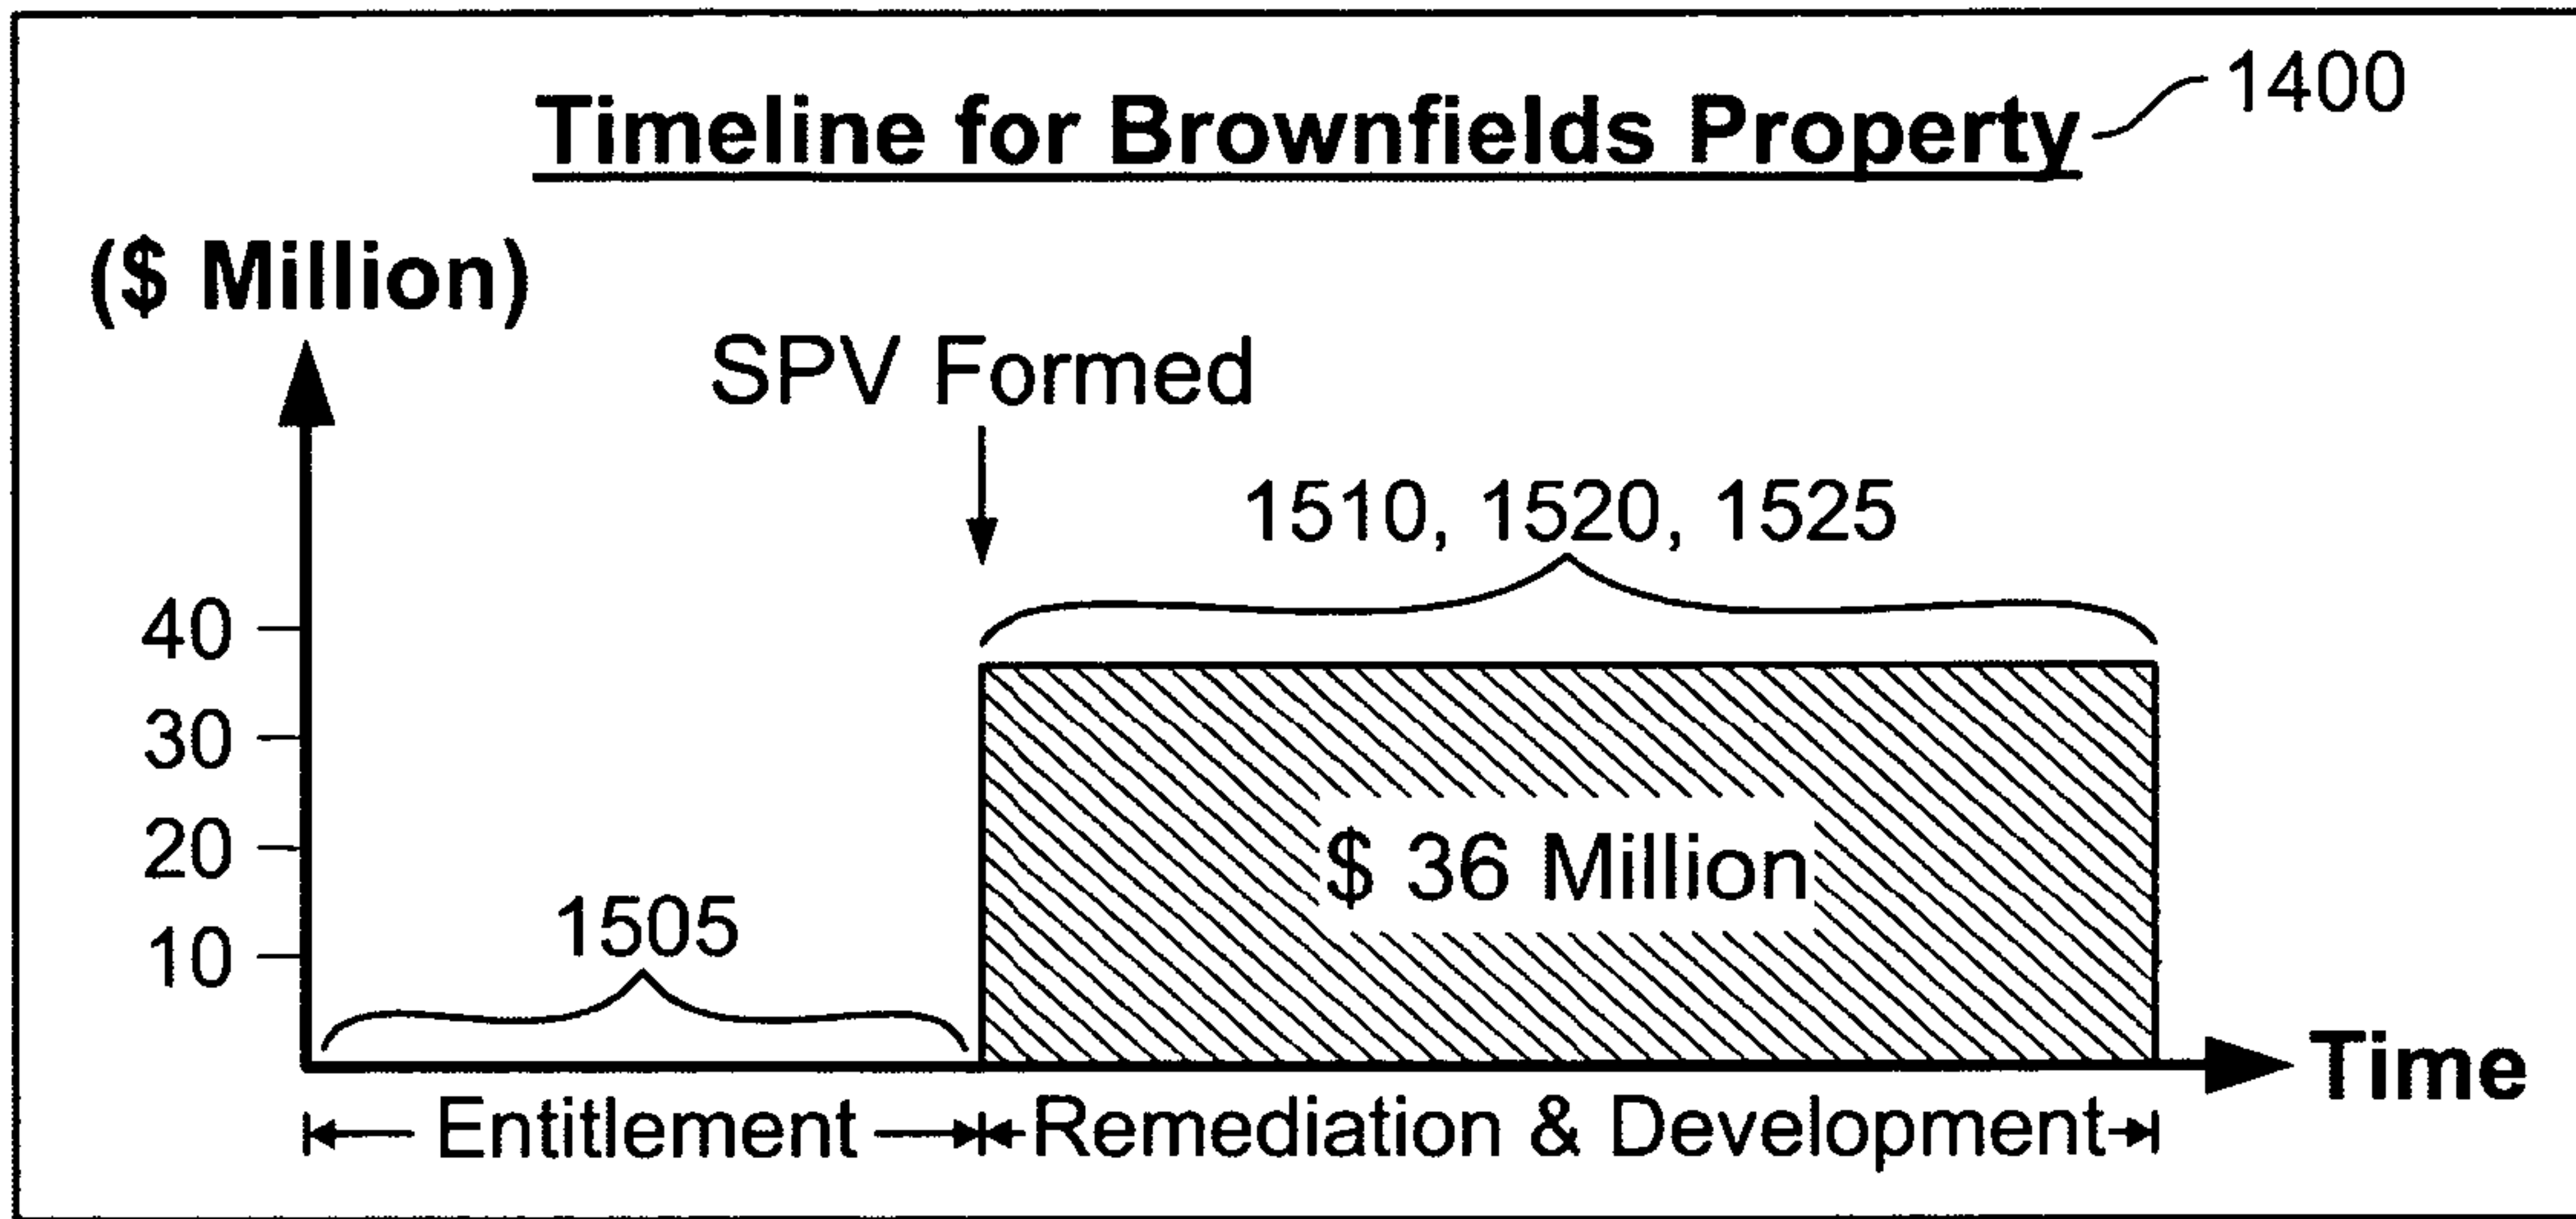 1400
Timeline for Brownfields Property
($ Million)
SPV Formed
1510, 1520, 1525
40
30
20
10
$ 36 Million
1505
Time
Entitlement
Remediation & Development